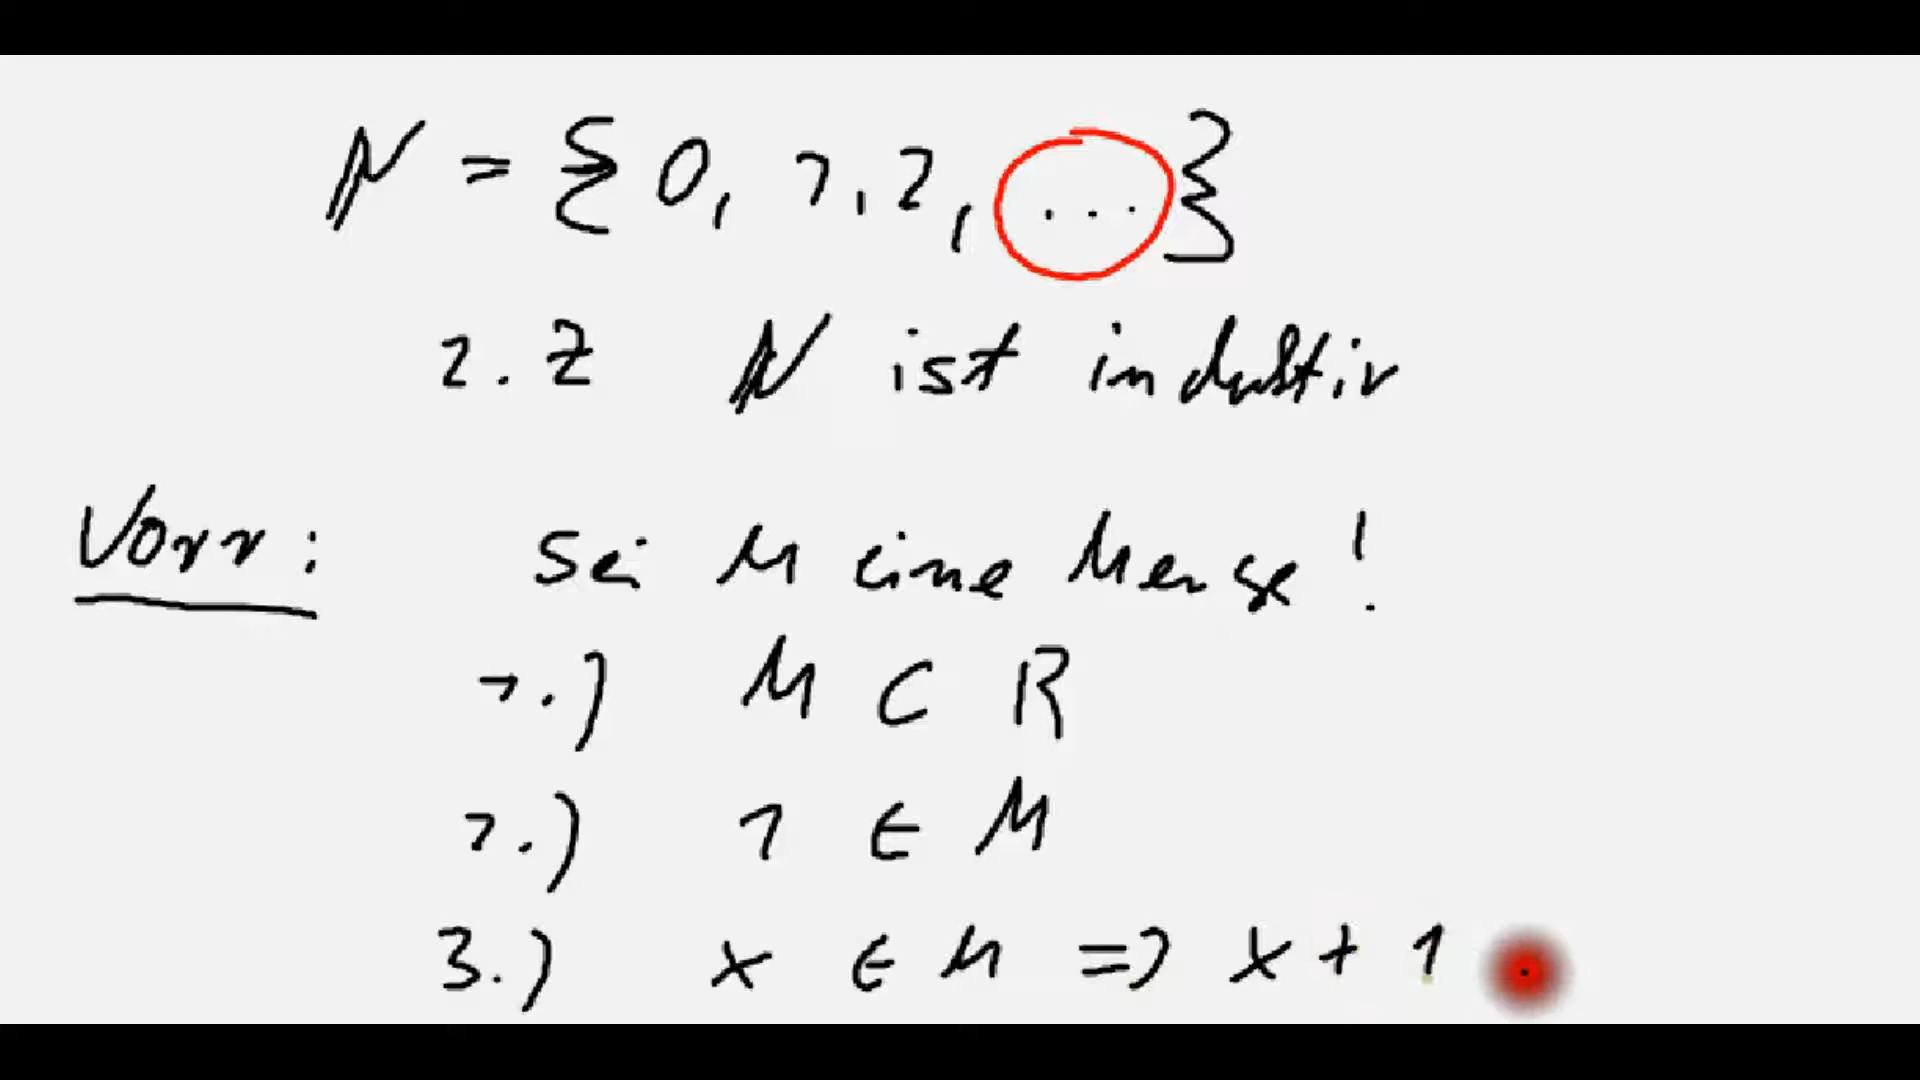 ℕ = { 0, 1, 2, ... }
z.Z ℕ ist induktiv
Vorr: Sei M eine Menge!
1.) M ⊂ R
2.) 1 ∈ M
3.) x ∈ M => x + 1